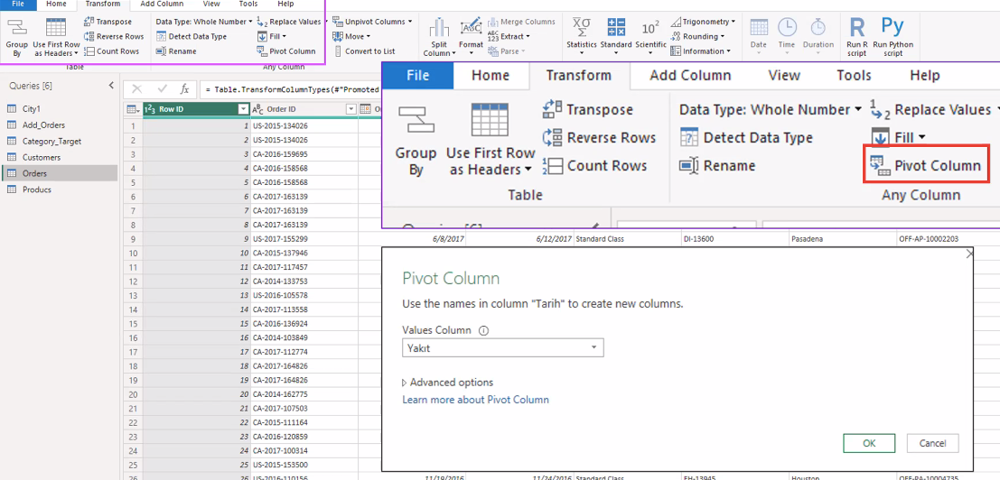 File Home Transform Add Column View Tools Help
Group By
Use First Row as Headers
Transpose
Reverse Rows
Count Rows
Table
Data Type: Whole Number
Detect Data Type
Rename
Replace Values
Fill
Pivot Column
Any Column
Unpivot Columns
Move
Convert to List
Split Column
Format
Merge Columns
Extract
Parse
Statistics
Standard
Scientific
Trigonometry
Rounding
Information
Date
Time
Duration
Run R script
Run Python script
Queries [6]
City1
Add_Orders
Category_Target
Customers
Orders
Producs
= Table.TransformColumnTypes(#"Promoted
Row ID Order ID
1 1 US-2015-134026
2 2 US-2015-134026
3 3 CA-2016-159695
4 4 CA-2016-158568
5 5 CA-2016-158568
6 6 CA-2017-163139
7 7 CA-2017-163139
8 8 CA-2017-163139
9 9 US-2017-155299 6/8/2017 6/12/2017 Standard Class DI-13600 Pasadena OFF-AP-10002203
10 10 CA-2015-137946
11 11 CA-2017-117457
12 12 CA-2014-133753
13 13 US-2016-105578
14 14 CA-2017-113558
15 15 CA-2016-136924
16 16 CA-2014-103849
17 17 CA-2017-112774
18 18 CA-2017-164826
19 19 CA-2017-164826
20 20 CA-2014-162775
21 21 CA-2017-107503
22 22 CA-2015-111164
23 23 CA-2016-120859
24 24 CA-2017-100314
25 25 US-2015-153500
File Home Transform Add Column View Tools Help
Group By
Use First Row as Headers
Transpose
Reverse Rows
Count Rows
Table
Data Type: Whole Number
Detect Data Type
Rename
Replace Values
Fill
Pivot Column
Any Column
Pivot Column
Use the names in column "Tarih" to create new columns.
Values Column
Yakıt
Advanced options
Learn more about Pivot Column
OK Cancel